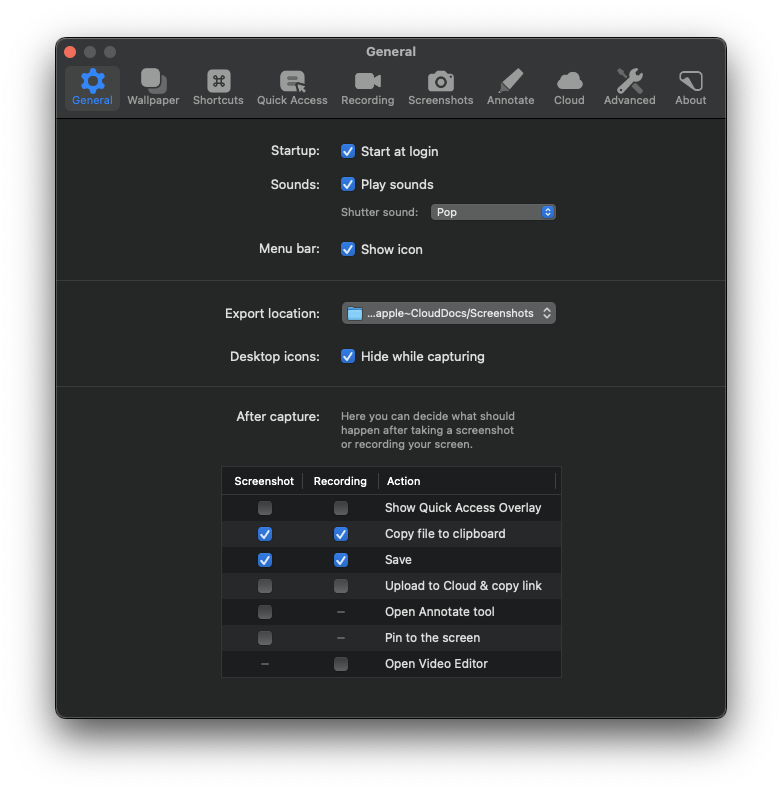 General
General Wallpaper Shortcuts Quick Access Recording Screenshots Annotate Cloud Advanced About
Startup: Start at login
Sounds: Play sounds
Shutter sound: Pop
Menu bar: Show icon
Export location: ...apple~CloudDocs/Screenshots
Desktop icons: Hide while capturing
After capture: Here you can decide what should
happen after taking a screenshot
or recording your screen.
Screenshot Recording Action
Show Quick Access Overlay
Copy file to clipboard
Save
Upload to Cloud & copy link
– Open Annotate tool
– Pin to the screen
– Open Video Editor